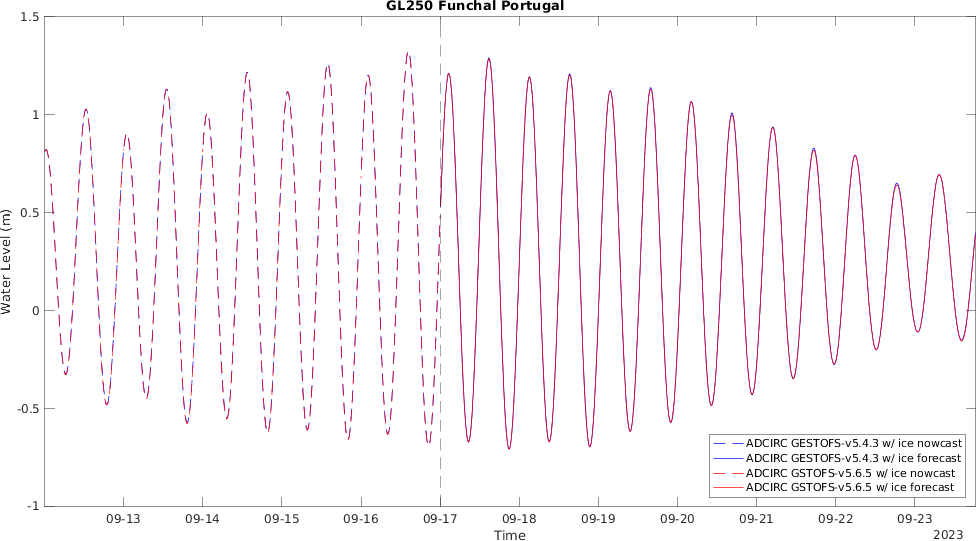 GL250 Funchal Portugal
1.5
1
0.5
0
-0.5
-1
Water Level (m)
09-13 09-14 09-15 09-16 09-17 09-18 09-19 09-20 09-21 09-22 09-23
Time
2023
ADCIRC GESTOFS-v5.4.3 w/ ice nowcast
ADCIRC GESTOFS-v5.4.3 w/ ice forecast
ADCIRC GSTOFS-v5.6.5 w/ ice nowcast
ADCIRC GSTOFS-v5.6.5 w/ ice forecast